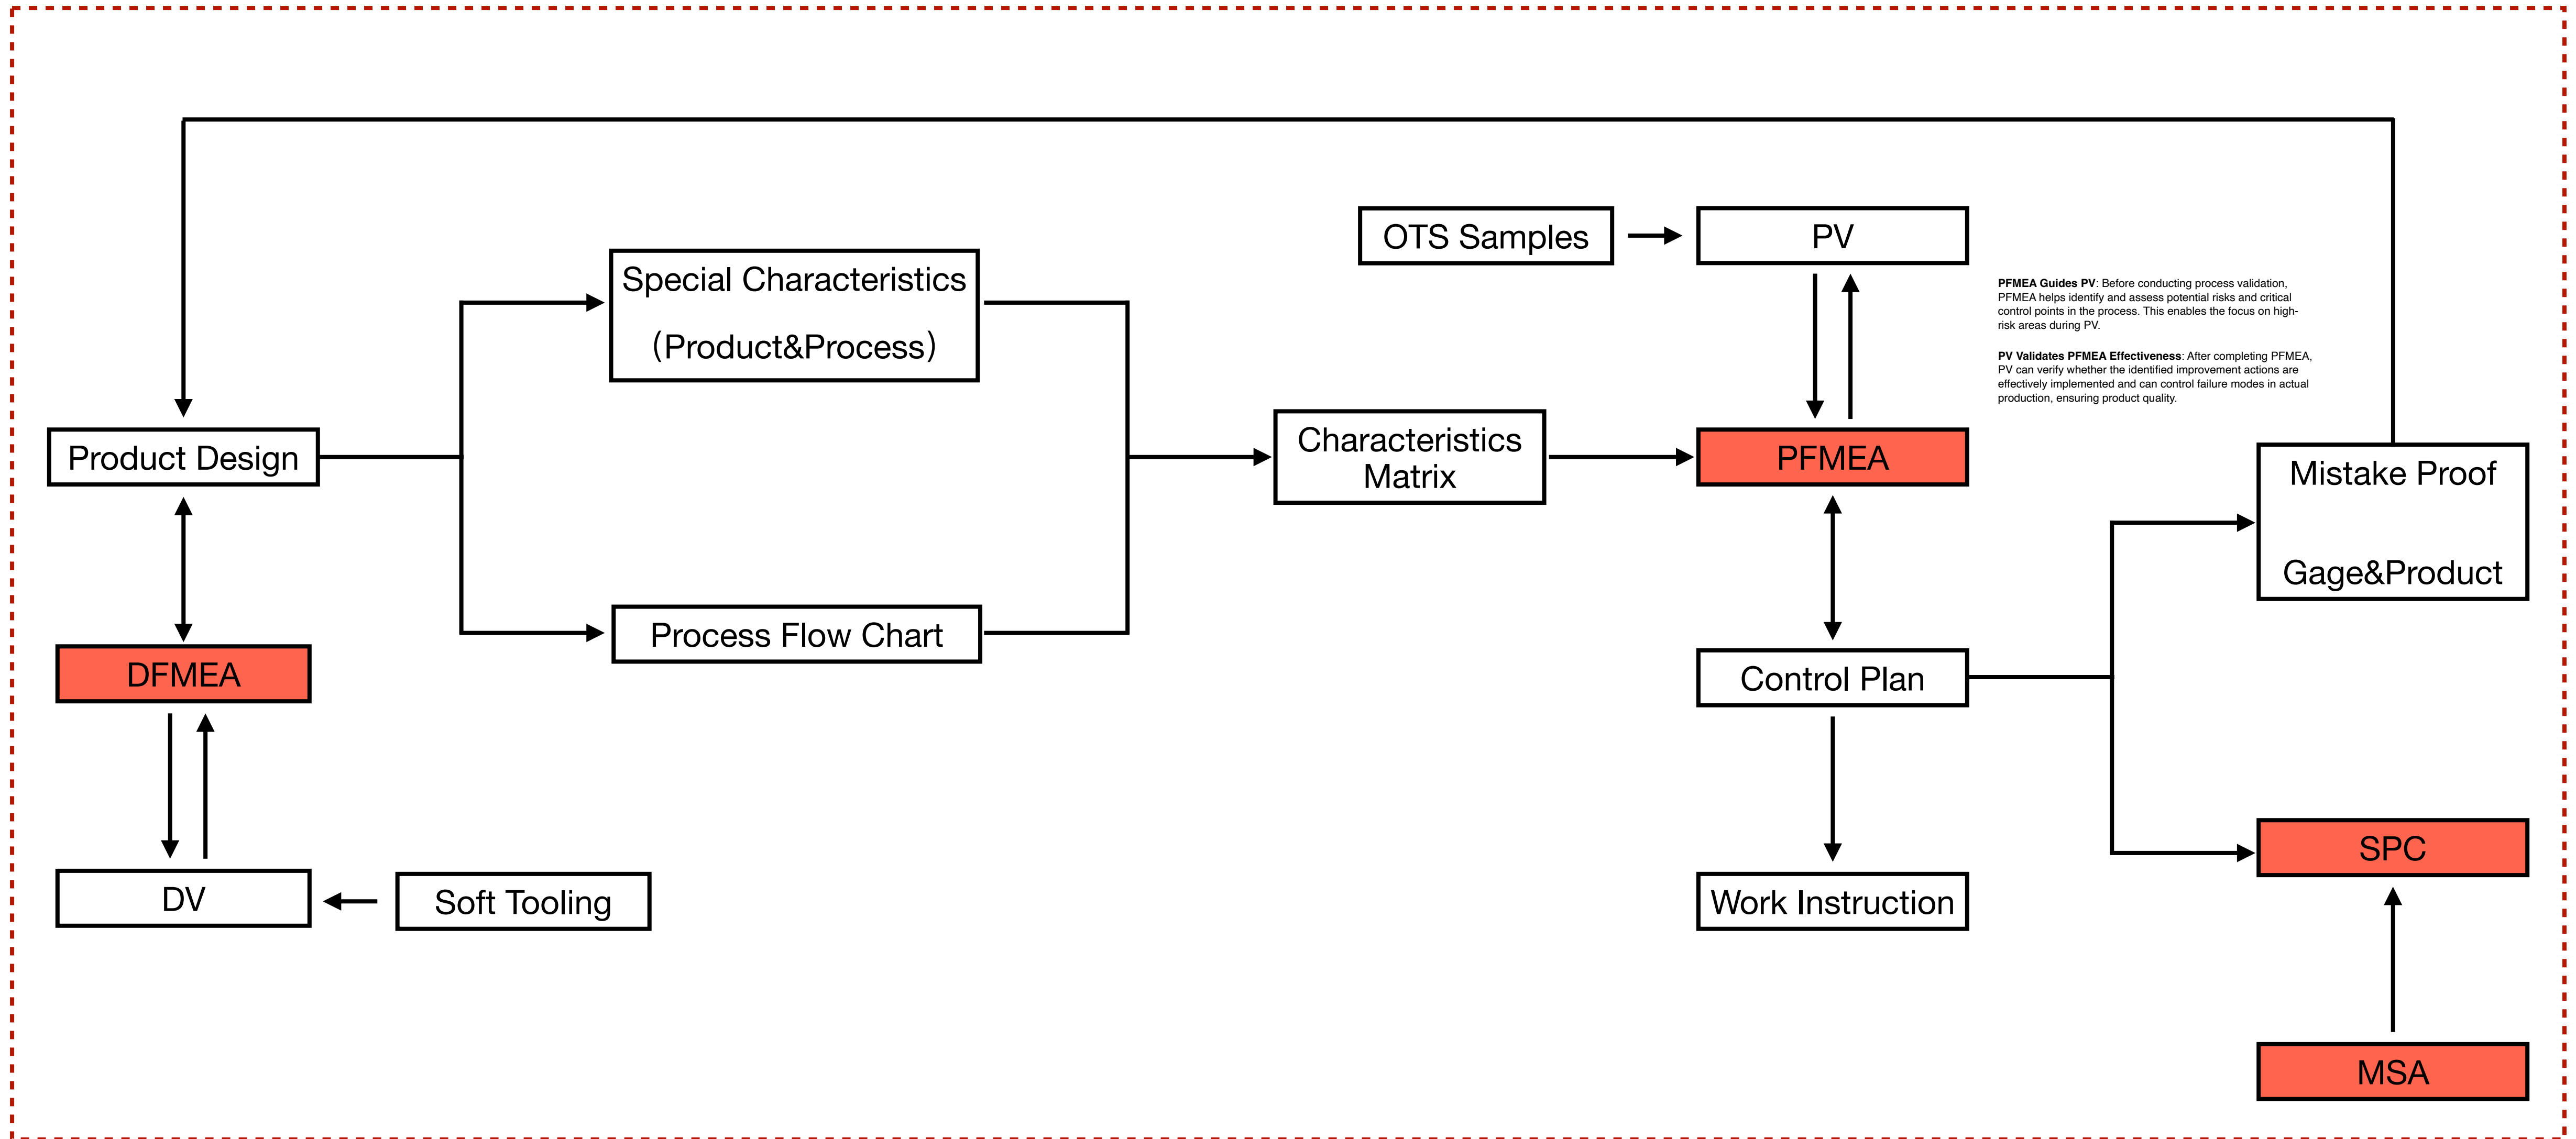 OTS Samples
PV
Special Characteristics
(Product&Process)
PFMEA Guides PV: Before conducting process validation,
PFMEA helps identify and assess potential risks and critical
control points in the process. This enables the focus on high-
risk areas during PV.
PV Validates PFMEA Effectiveness: After completing PFMEA,
PV can verify whether the identified improvement actions are
effectively implemented and can control failure modes in actual
production, ensuring product quality.
Product Design
Characteristics
Matrix
PFMEA
Mistake Proof
Gage&Product
Process Flow Chart
DFMEA
Control Plan
SPC
DV
Soft Tooling
Work Instruction
MSA